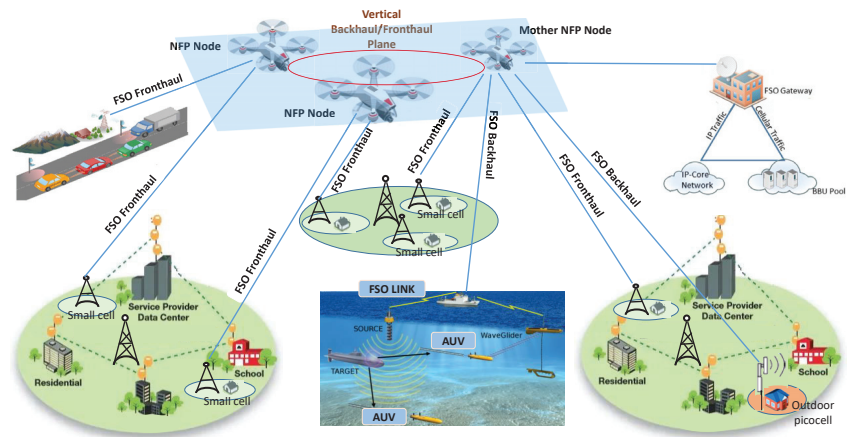 Vertical
Backhaul/Fronthaul
Plane
NFP Node
Mother NFP Node
NFP Node
FSO Fronthaul
FSO Fronthaul
FSO Fronthaul
FSO Fronthaul
FSO Fronthaul
FSO Backhaul
FSO Fronthaul
FSO Backhaul
FSO Gateway
IP Traffic
Cellular Traffic
IP-Core
Network
BBU Pool
Small cell
Small cell
Small cell
Service Provider
Data Center
Residential
School
Small cell
FSO LINK
SOURCE
AUV
WaveGlider
TARGET
AUV
Service Provider
Data Center
Residential
School
Outdoor
picocell